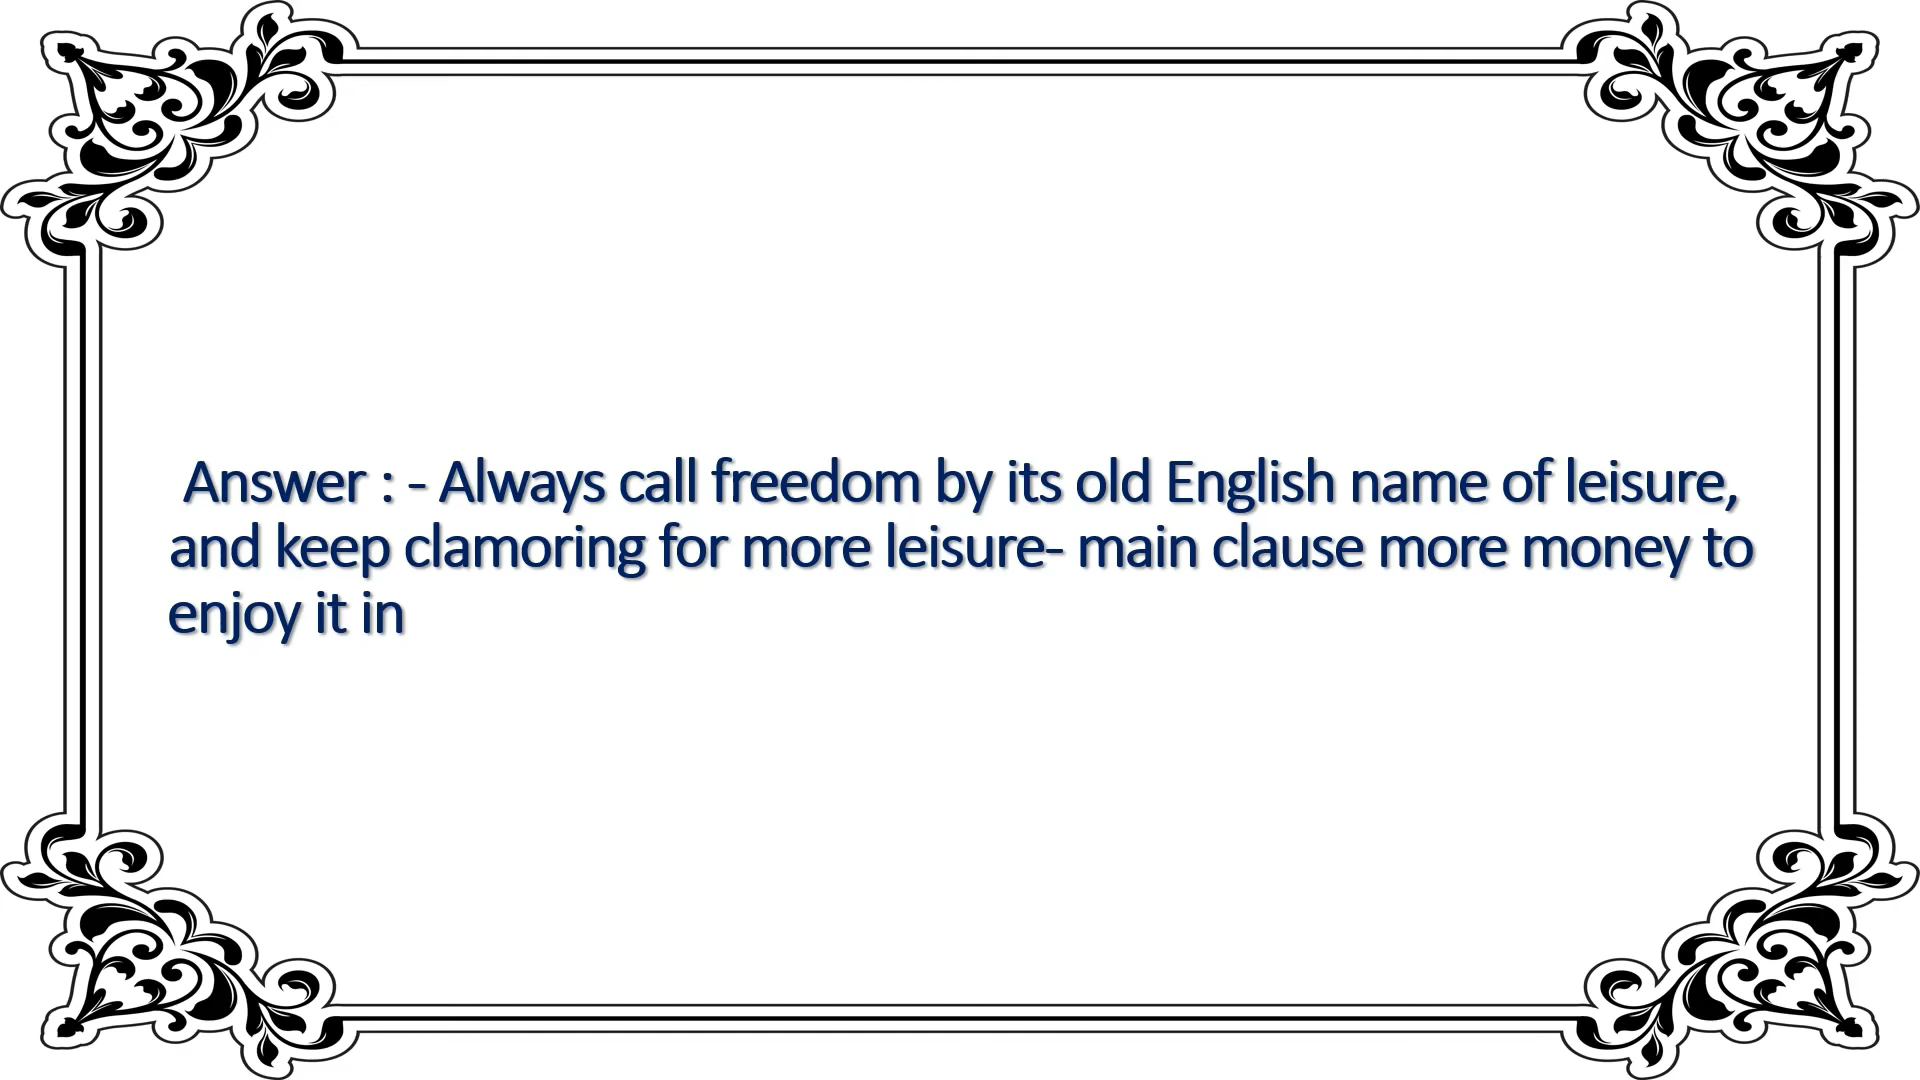 Answer : - Always call freedom by its old English name of leisure,
and keep clamoring for more leisure- main clause more money to
enjoy it in